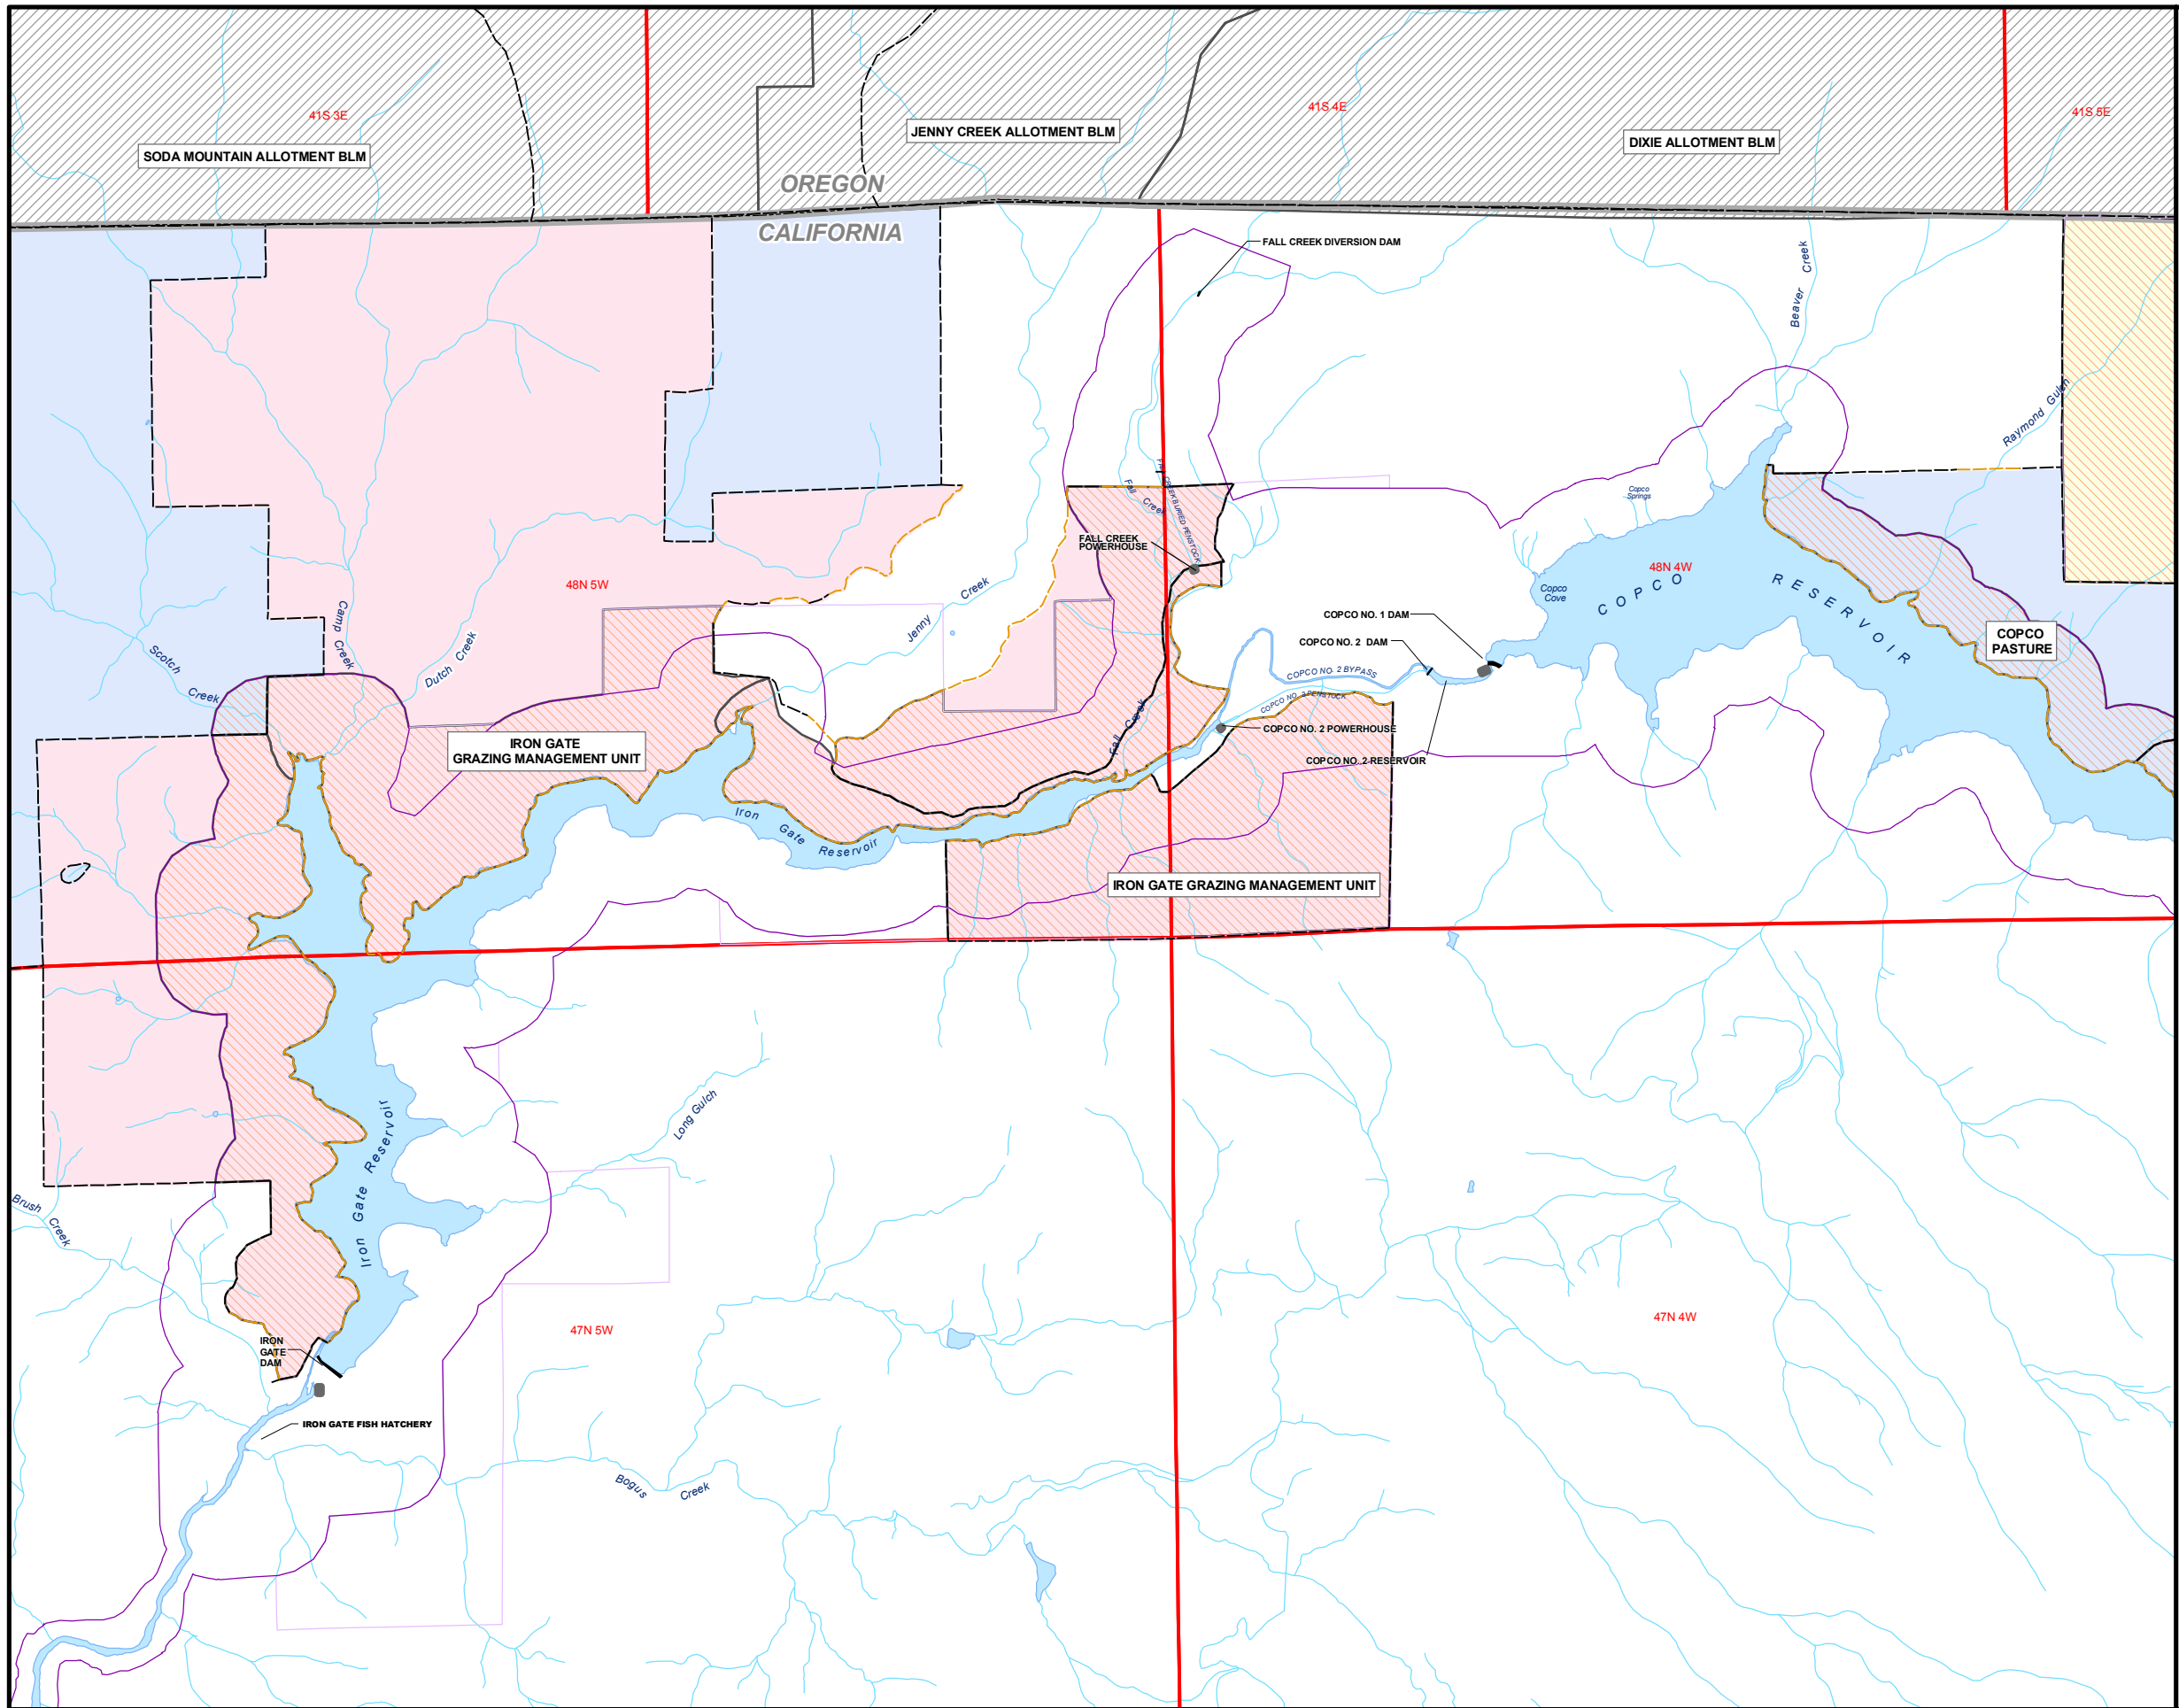 41S 3E
41S 4E
41S 5E
SODA MOUNTAIN ALLOTMENT BLM
JENNY CREEK ALLOTMENT BLM
DIXIE ALLOTMENT BLM
OREGON
CALIFORNIA
FALL CREEK DIVERSION DAM
Beaver Creek
Raymond Gulch
Copco
Springs
Fall Creek
FALL CREEK
POWERHOUSE
48N 5W
48N 4W
Copco
Cove
COPCO RESERVOIR
COPCO
PASTURE
Camp Creek
Scotch Creek
Dutch Creek
Jenny Creek
COPCO NO. 1 DAM
COPCO NO. 2 DAM
COPCO NO. 2 BYPASS
COPCO NO. 2 PENSTOCK
COPCO NO. 2 POWERHOUSE
COPCO NO. 2 RESERVOIR
Fall Creek
IRON GATE
GRAZING MANAGEMENT UNIT
Iron Gate Reservoir
IRON GATE GRAZING MANAGEMENT UNIT
Long Gulch
Iron Gate Reservoir
Brush Creek
47N 5W
47N 4W
IRON
GATE
DAM
IRON GATE FISH HATCHERY
Bogus Creek